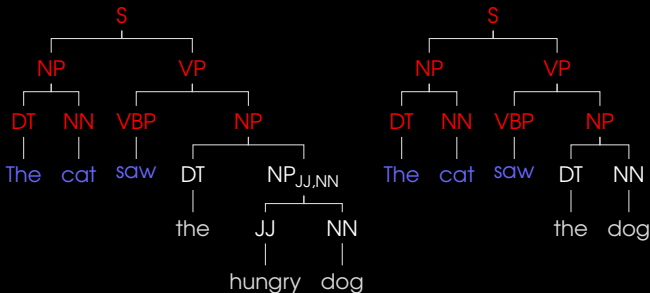 S S
NP VP NP VP
DT NN VBP NP DT NN VBP NP
The cat saw DT NP JJ,NN The cat saw DT NN
the JJ NN the dog
hungry dog